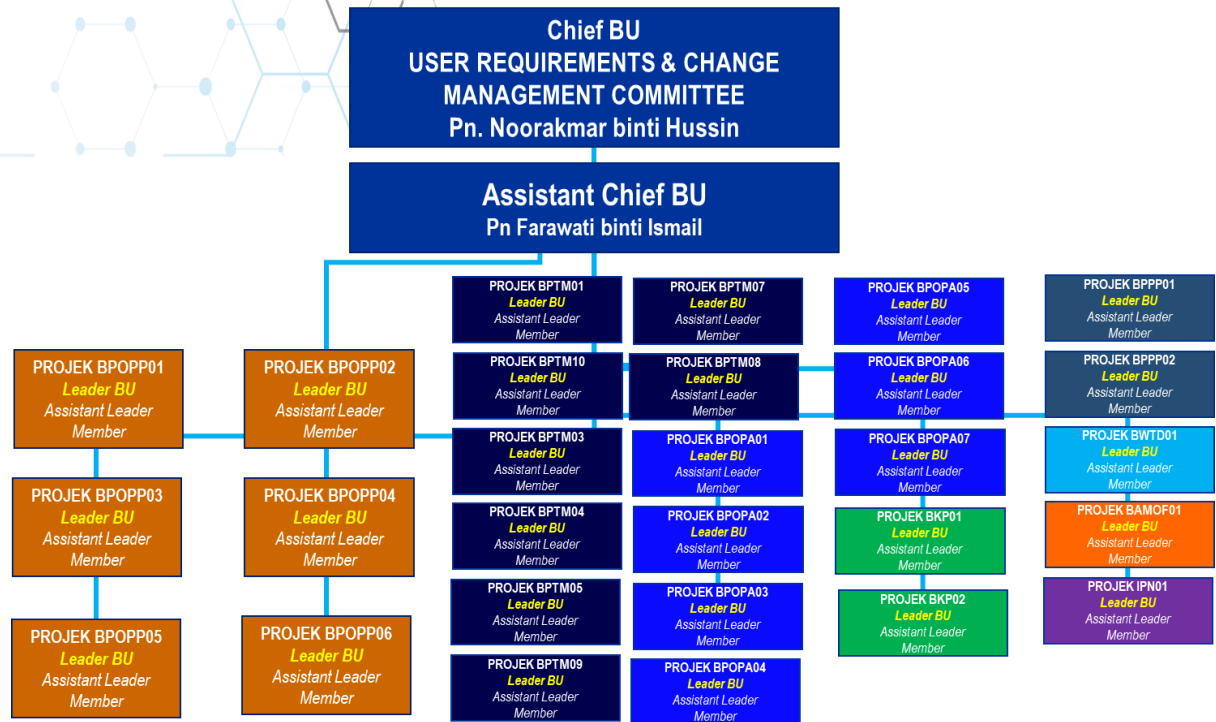 Chief BU
USER REQUIREMENTS & CHANGE
MANAGEMENT COMMITTEE
Pn. Noorakmar binti Hussin
Assistant Chief BU
Pn Farawati binti Ismail
PROJEK BPOPP01
Leader BU
Assistant Leader
Member
PROJEK BPOPP03
Leader BU
Assistant Leader
Member
PROJEK BPOPP05
Leader BU
Assistant Leader
Member
PROJEK BPOPP02
Leader BU
Assistant Leader
Member
PROJEK BPOPP04
Leader BU
Assistant Leader
Member
PROJEK BPOPP06
Leader BU
Assistant Leader
Member
PROJEK BPTM01
Leader BU
Assistant Leader
Member
PROJEK BPTM10
Leader BU
Assistant Leader
Member
PROJEK BPTM03
Leader BU
Assistant Leader
Member
PROJEK BPTM04
Leader BU
Assistant Leader
Member
PROJEK BPTM05
Leader BU
Assistant Leader
Member
PROJEK BPTM09
Leader BU
Assistant Leader
Member
PROJEK BPTM07
Leader BU
Assistant Leader
Member
PROJEK BPTM08
Leader BU
Assistant Leader
Member
PROJEK BPOPA01
Leader BU
Assistant Leader
Member
PROJEK BPOPA02
Leader BU
Assistant Leader
Member
PROJEK BPOPA03
Leader BU
Assistant Leader
Member
PROJEK BPOPA04
Leader BU
Assistant Leader
Member
PROJEK BPOPA05
Leader BU
Assistant Leader
Member
PROJEK BPOPA06
Leader BU
Assistant Leader
Member
PROJEK BPOPA07
Leader BU
Assistant Leader
Member
PROJEK BKP01
Leader BU
Assistant Leader
Member
PROJEK BKP02
Leader BU
Assistant Leader
Member
PROJEK BPPP01
Leader BU
Assistant Leader
Member
PROJEK BPPP02
Leader BU
Assistant Leader
Member
PROJEK BWTD01
Leader BU
Assistant Leader
Member
PROJEK BAMOF01
Leader BU
Assistant Leader
Member
PROJEK IPN01
Leader BU
Assistant Leader
Member